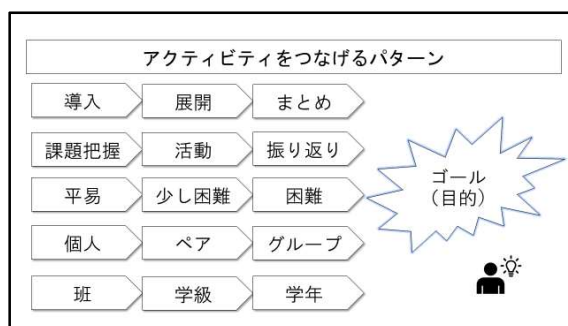 アクティビティをつなげるパターン
導入 展開 まとめ
課題把握 活動 振り返り
平易 少し困難 困難
個人 ペア グループ
班 学級 学年
ゴール
（目的）